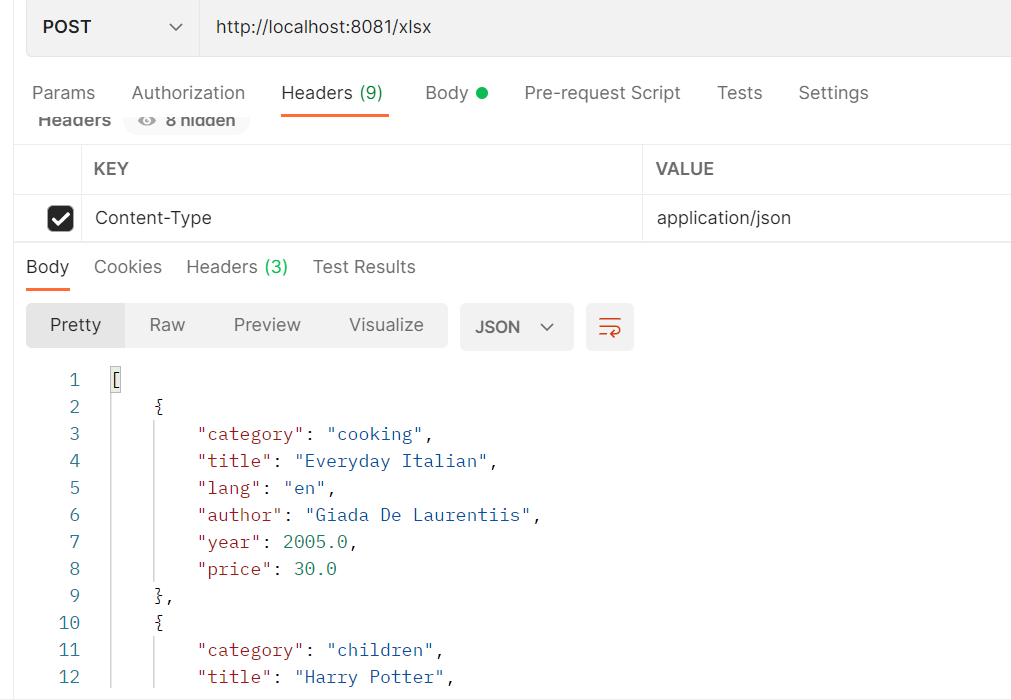 POST http://localhost:8081/xlsx
Params Authorization Headers (9) Body Pre-request Script Tests Settings
Headers 8 hidden
KEY VALUE
Content-Type application/json
Body Cookies Headers (3) Test Results
Pretty Raw Preview Visualize JSON
1 [
2 {
3 "category": "cooking",
4 "title": "Everyday Italian",
5 "lang": "en",
6 "author": "Giada De Laurentiis",
7 "year": 2005.0,
8 "price": 30.0
9 },
10 {
11 "category": "children",
12 "title": "Harry Potter",